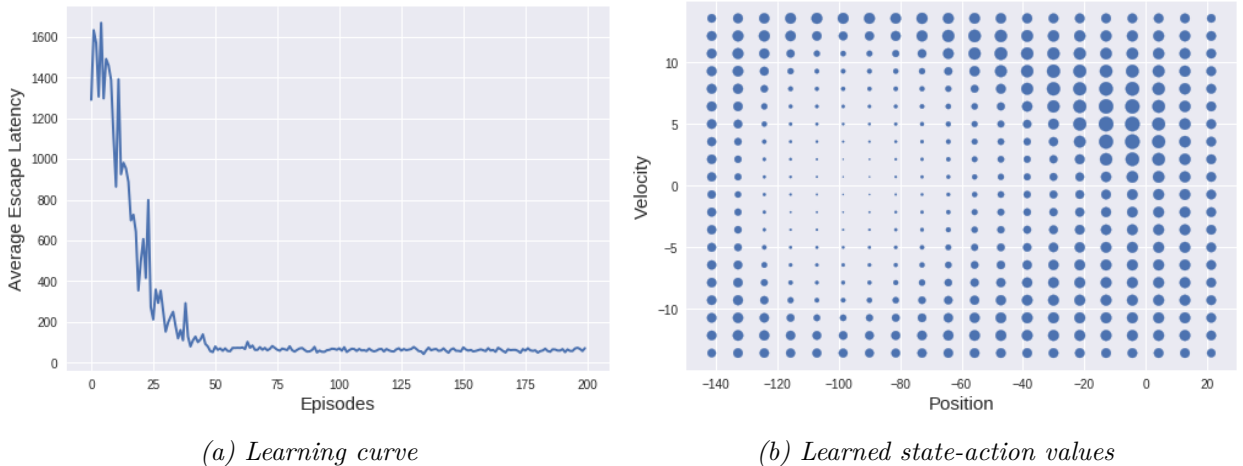 1600
1400
1200
1000
800
600
400
200
0
Average Escape Latency
0 25 50 75 100 125 150 175 200
Episodes
(a) Learning curve
10
5
0
−5
−10
Velocity
−140 −120 −100 −80 −60 −40 −20 0 20
Position
(b) Learned state-action values